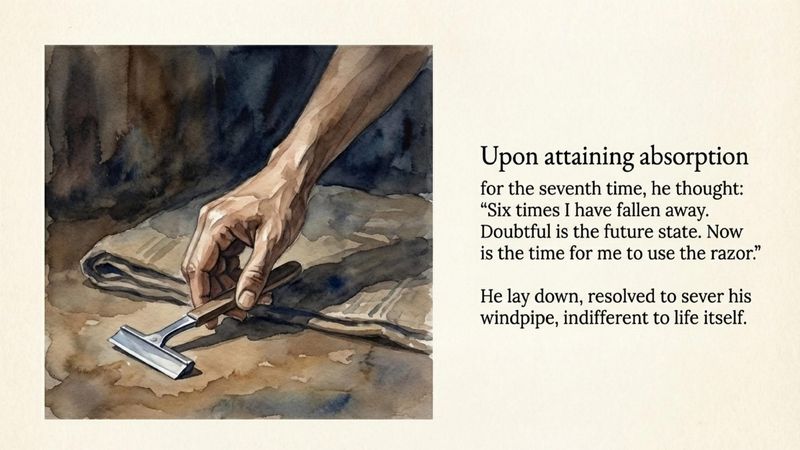 Upon attaining absorption
for the seventh time, he thought:
“Six times I have fallen away.
Doubtful is the future state. Now
is the time for me to use the razor.”
He lay down, resolved to sever his
windpipe, indifferent to life itself.